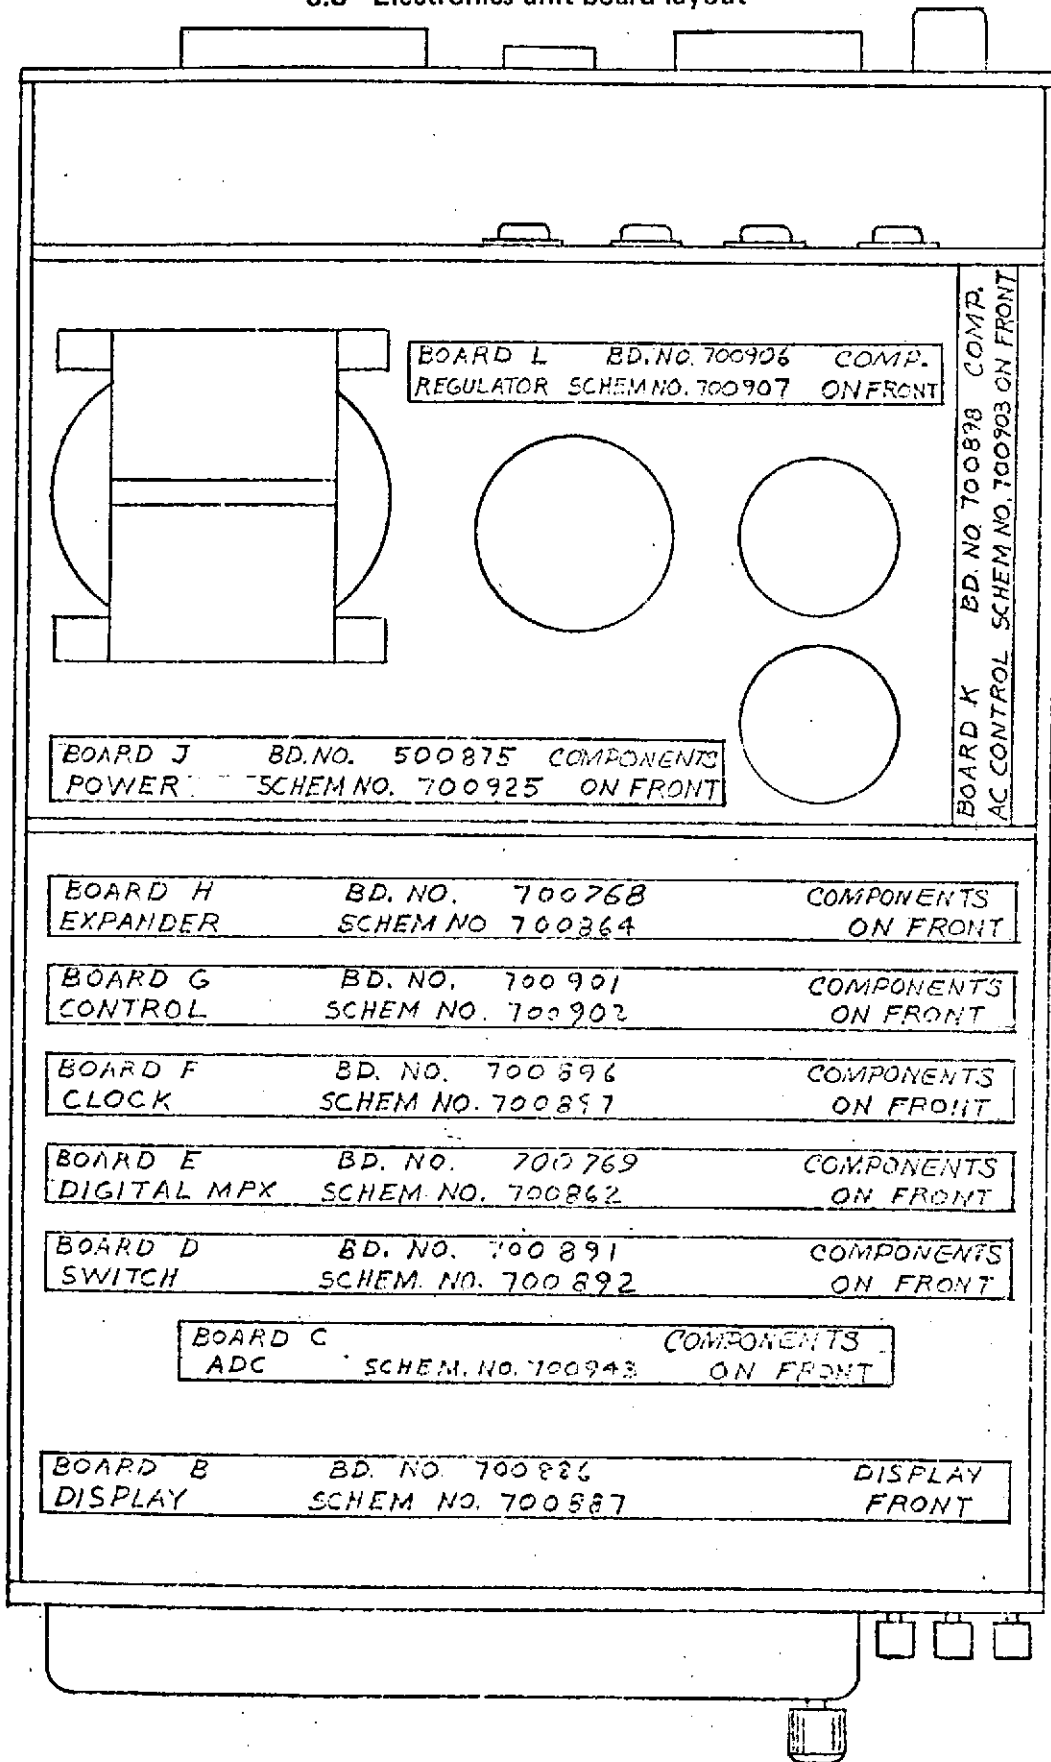 Electronics unit board layout
BOARD L BD. NO. 700906 COMP.
REGULATOR SCHEM NO. 700907 ON FRONT
BOARD K BD. NO. 700898 COMP.
AC CONTROL SCHEM NO. 700903 ON FRONT
BOARD J BD. NO. 500875 COMPONENTS
POWER SCHEM NO. 700925 ON FRONT
BOARD H BD. NO. 700768 COMPONENTS
EXPANDER SCHEM NO 700864 ON FRONT
BOARD G BD. NO. 700901 COMPONENTS
CONTROL SCHEM NO. 700902 ON FRONT
BOARD F BD. NO. 700896 COMPONENTS
CLOCK SCHEM NO. 700897 ON FRONT
BOARD E BD. NO. 700769 COMPONENTS
DIGITAL MPX SCHEM. NO. 700862 ON FRONT
BOARD D BD. NO. 700891 COMPONENTS
SWITCH SCHEM. NO. 700892 ON FRONT
BOARD C COMPONENTS
ADC SCHEM. NO. 700943 ON FRONT
BOARD B BD. NO. 700886 DISPLAY
DISPLAY SCHEM NO. 700887 FRONT